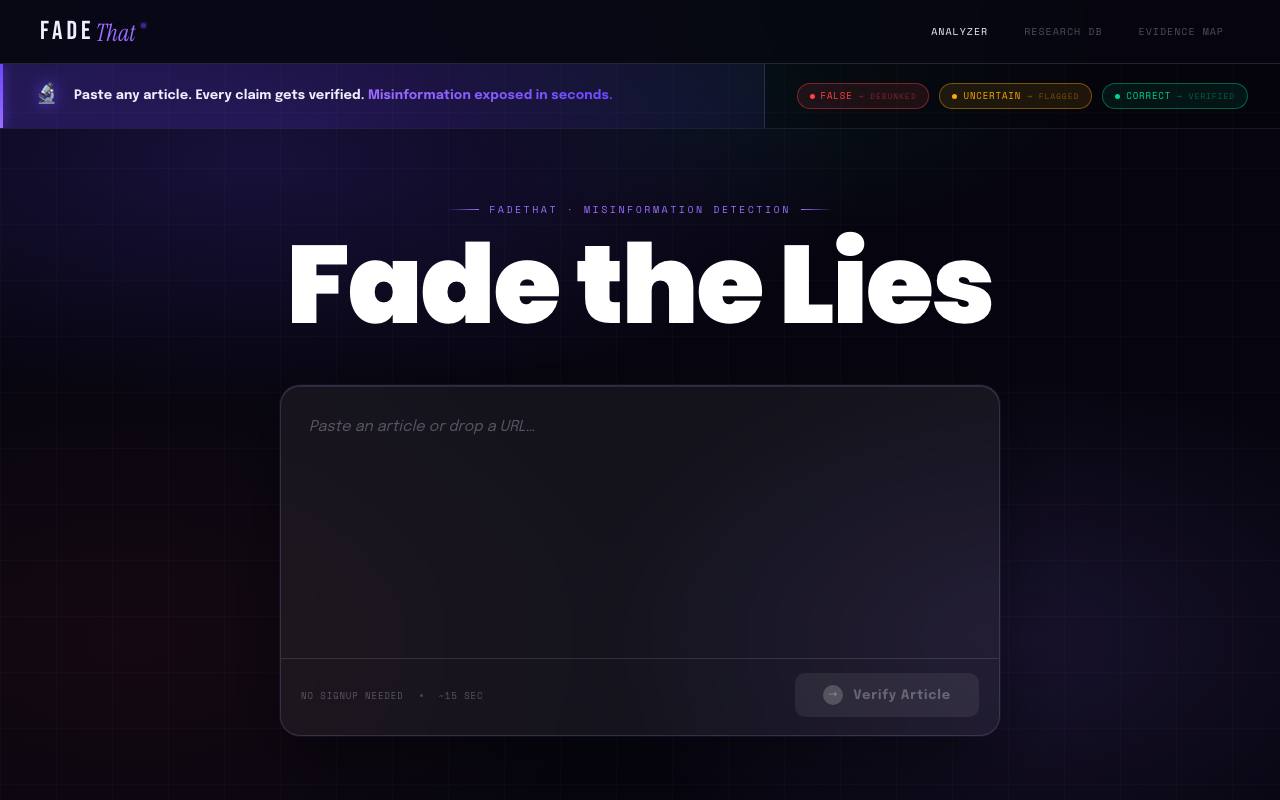 FADE That
ANALYZER RESEARCH DB EVIDENCE MAP
Paste any article. Every claim gets verified. Misinformation exposed in seconds.
FALSE — DEBUNKED UNCERTAIN — FLAGGED CORRECT — VERIFIED
FADETHAT · MISINFORMATION DETECTION
Fade the Lies
Paste an article or drop a URL…
NO SIGNUP NEEDED • ~15 SEC
→ Verify Article